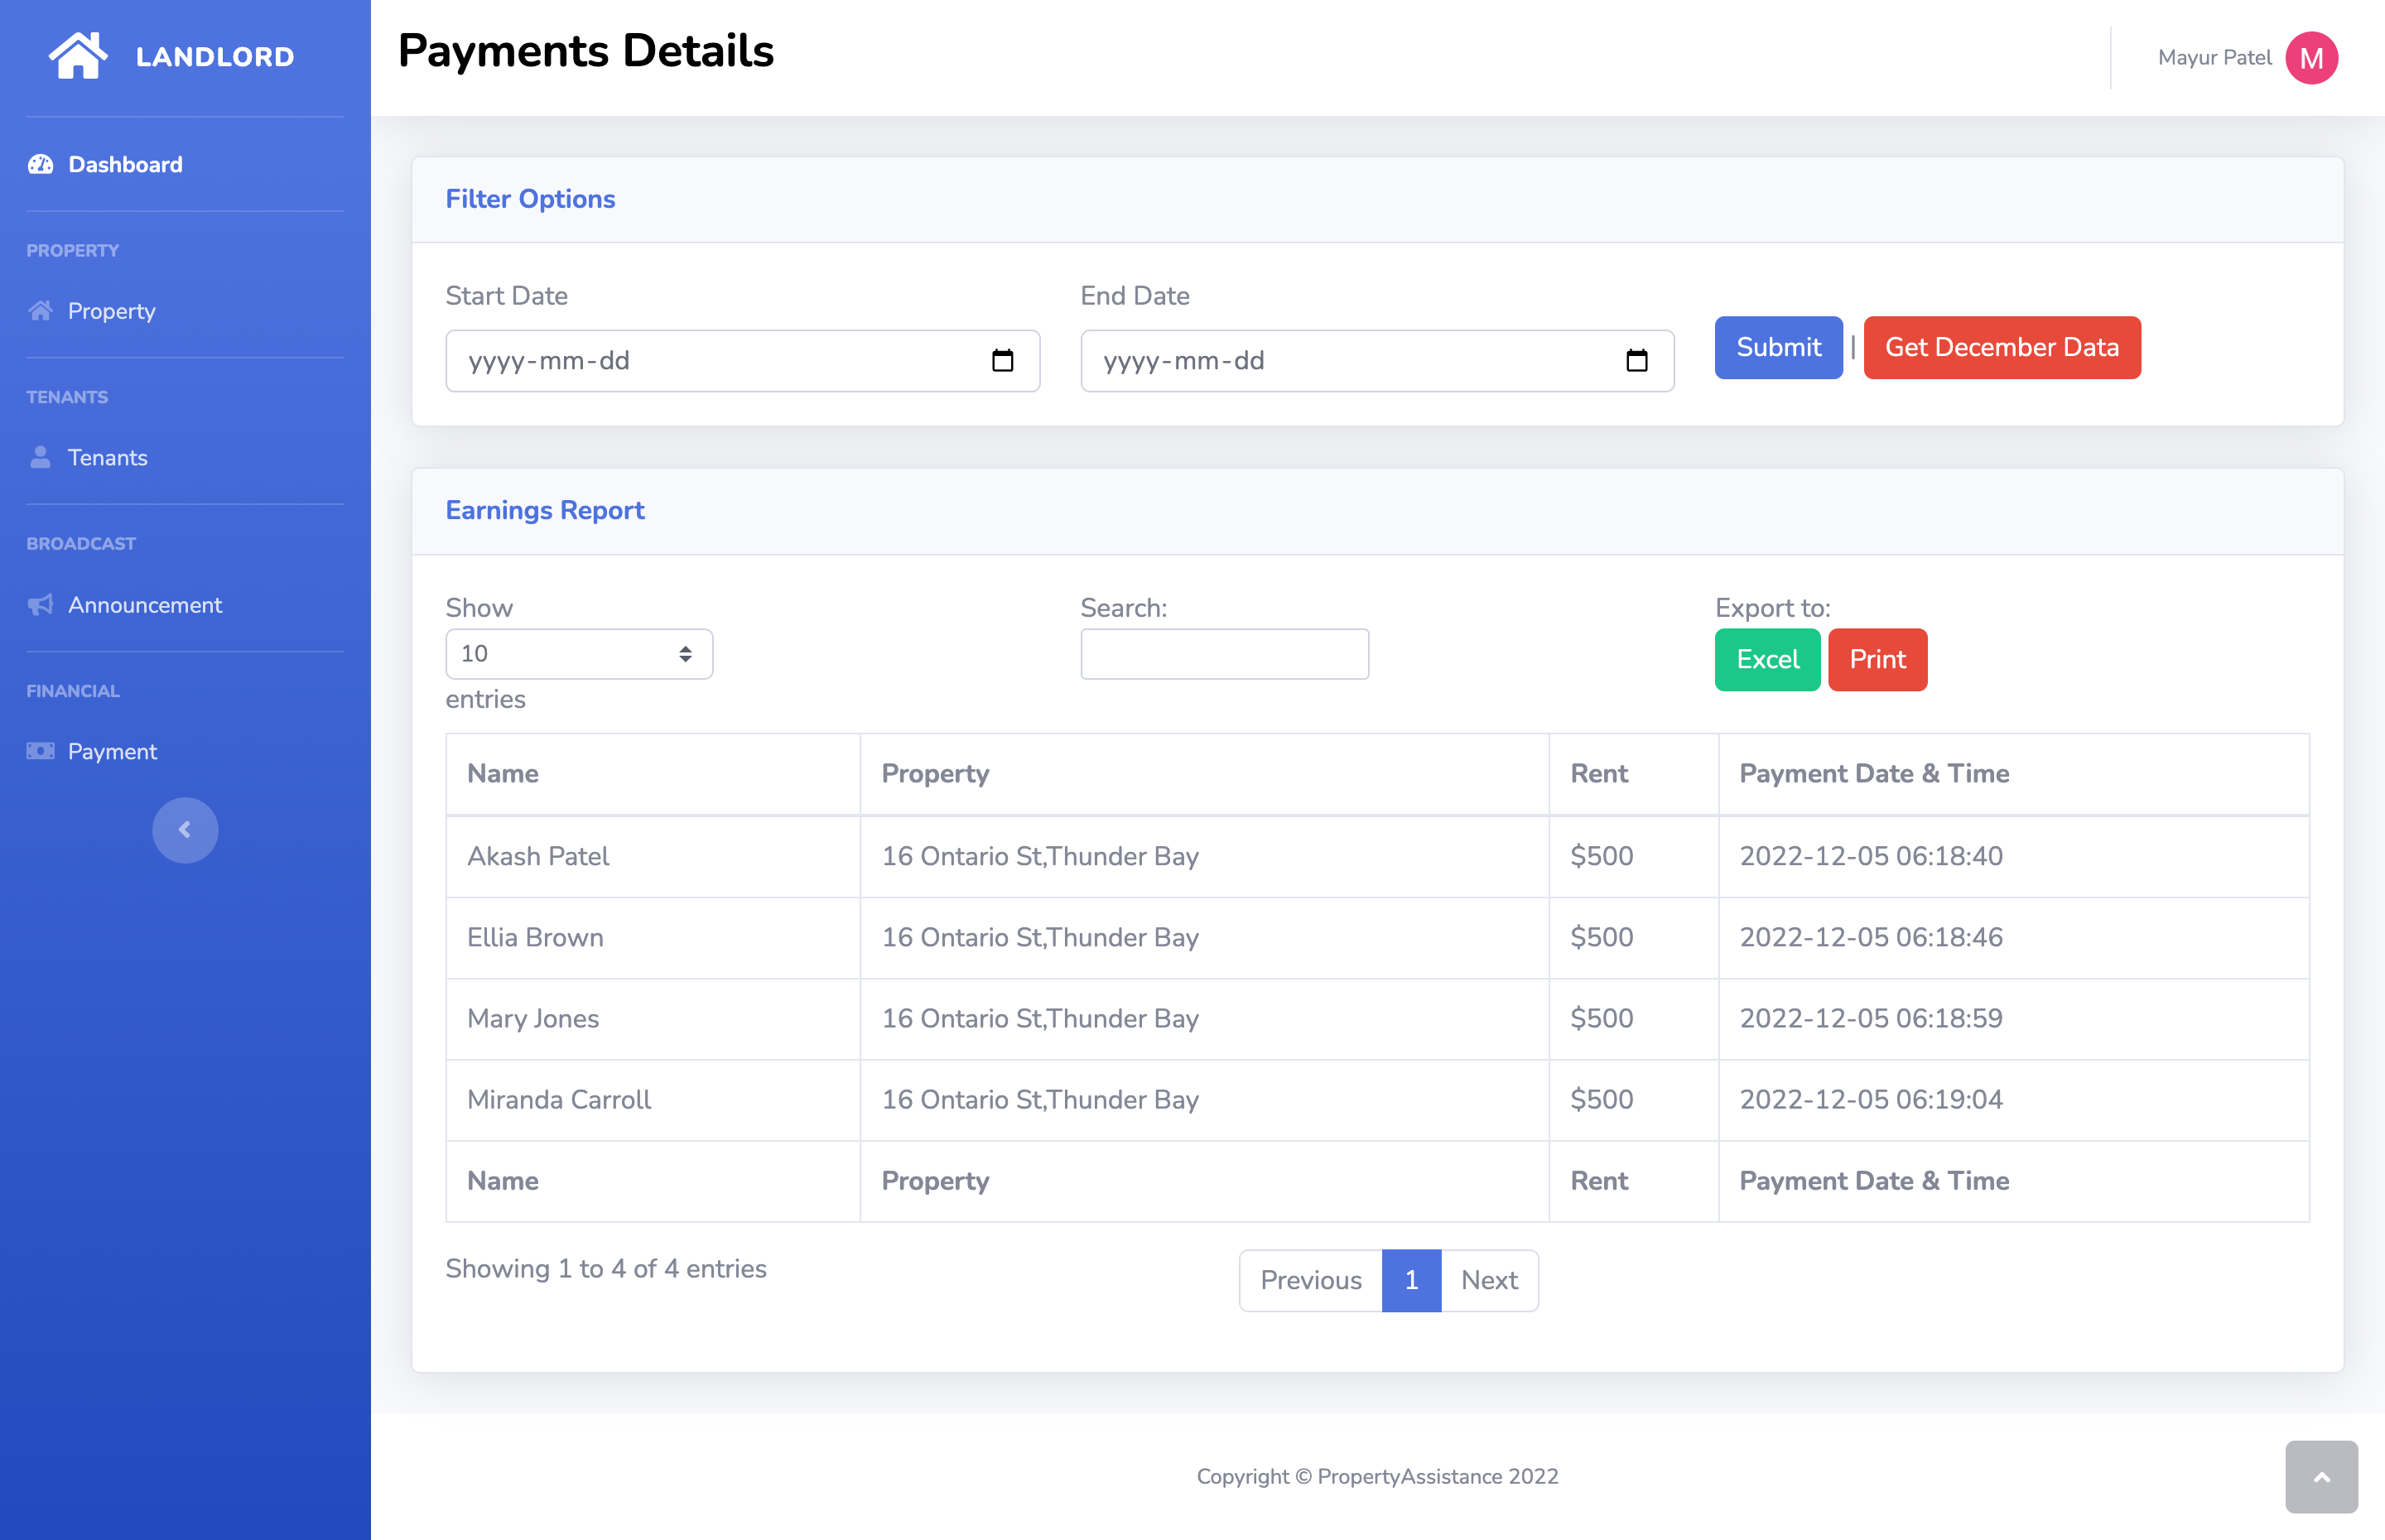 LANDLORD
Dashboard
PROPERTY
Property
TENANTS
Tenants
BROADCAST
Announcement
FINANCIAL
Payment
Payments Details
Mayur Patel M
Filter Options
Start Date End Date
yyyy-mm-dd yyyy-mm-dd Submit | Get December Data
Earnings Report
Show Search: Export to:
10 Excel Print
entries
Name Property Rent Payment Date & Time
Akash Patel 16 Ontario St,Thunder Bay $500 2022-12-05 06:18:40
Ellia Brown 16 Ontario St,Thunder Bay $500 2022-12-05 06:18:46
Mary Jones 16 Ontario St,Thunder Bay $500 2022-12-05 06:18:59
Miranda Carroll 16 Ontario St,Thunder Bay $500 2022-12-05 06:19:04
Name Property Rent Payment Date & Time
Showing 1 to 4 of 4 entries Previous 1 Next
Copyright © PropertyAssistance 2022